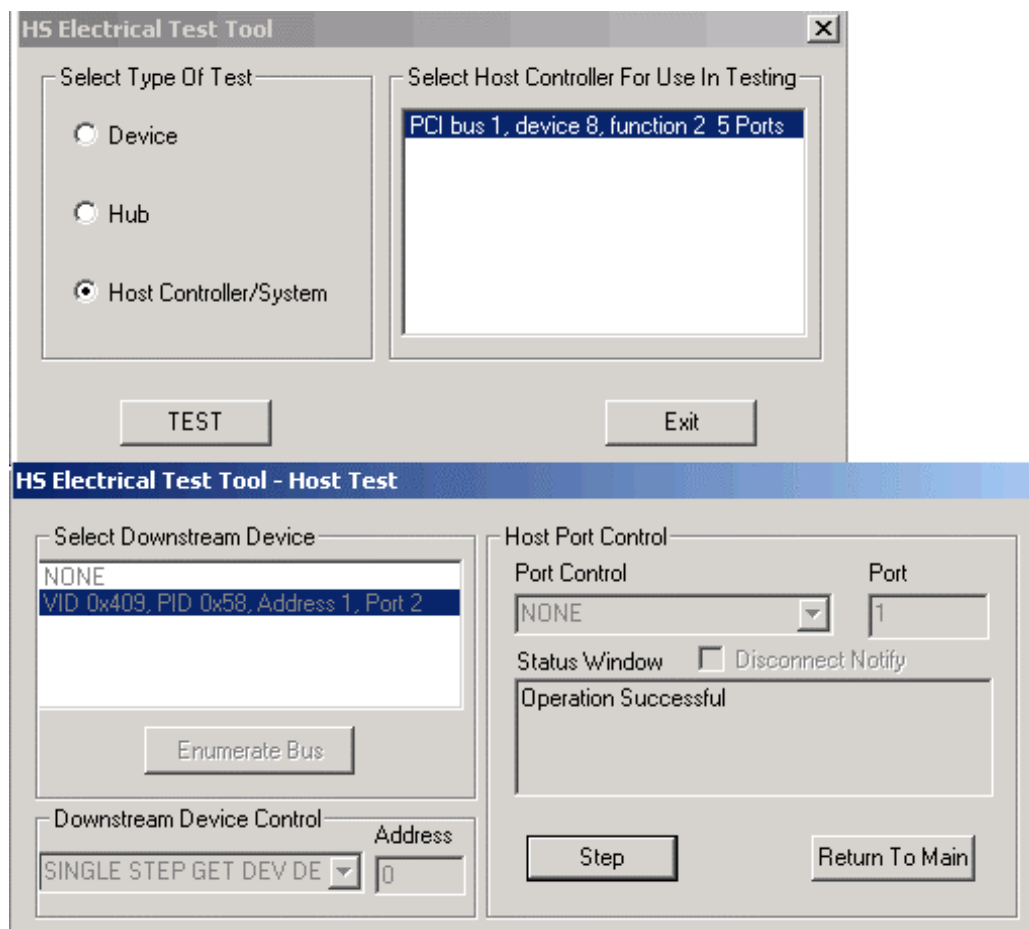 HS Electrical Test Tool
Select Type Of Test
Device
Hub
Host Controller/System
Select Host Controller For Use In Testing
PCI bus 1, device 8, function 2 5 Ports
TEST
Exit
HS Electrical Test Tool - Host Test
Select Downstream Device
NONE
VID 0x409, PID 0x58, Address 1, Port 2
Enumerate Bus
Downstream Device Control
Address
SINGLE STEP GET DEV DE
0
Host Port Control
Port Control
Port
NONE
1
Status Window
Disconnect Notify
Operation Successful
Step
Return To Main